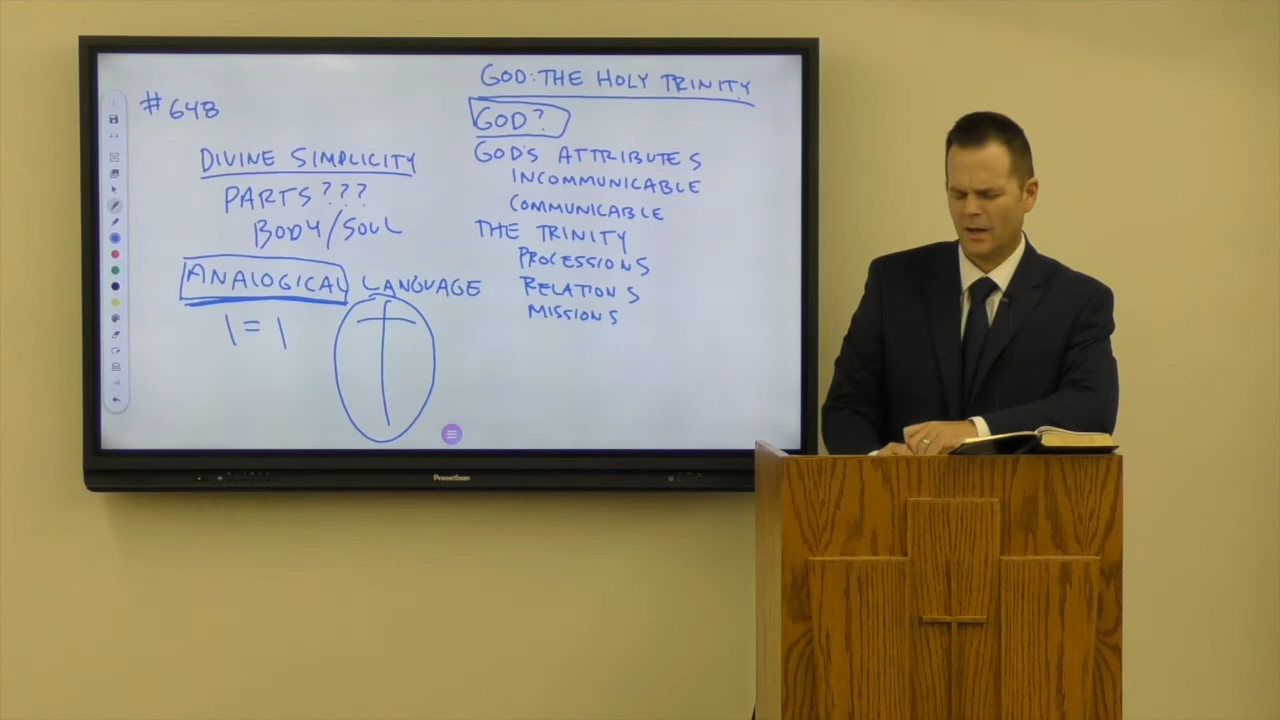 #648
DIVINE SIMPLICITY
PARTS???
BODY/SOUL
ANALOGICAL LANGUAGE
1=1
GOD: THE HOLY TRINITY
GOD?
GOD'S ATTRIBUTES
INCOMMUNICABLE
COMMUNICABLE
THE TRINITY
PROCESSIONS
RELATIONS
MISSIONS
Promethean